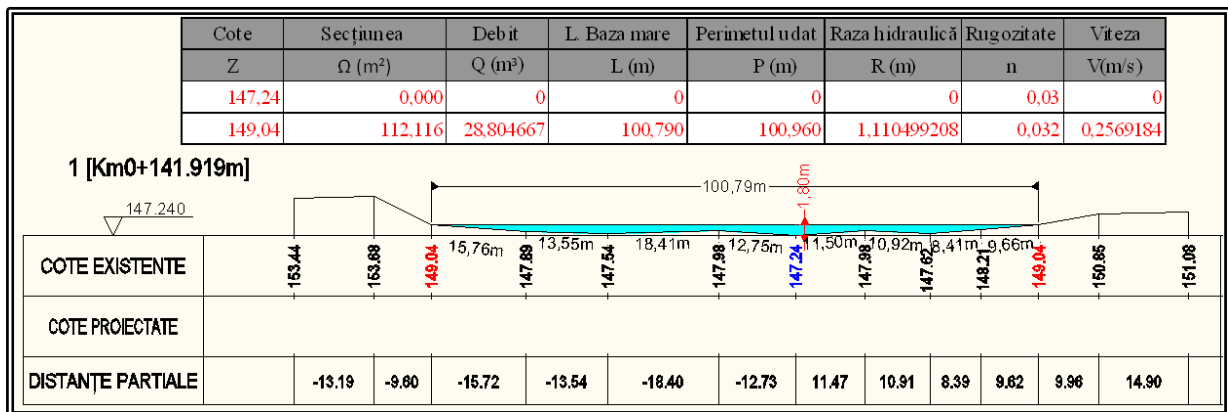 Cote Secțiunea Debit L. Baza mare Perimetul udat Raza hidraulică Rugozitate Viteza
Z Ω (m²) Q (m³) L (m) P (m) R (m) n V(m/s)
147,24 0,000 0 0 0 0 0,03 0
149,04 112,116 28,804667 100,790 100,960 1,110499208 0,032 0,2569184
1 [Km0+141.919m]
100,79m
1,80m
147.240
15,76m 13,55m 18,41m 12,75m 11,50m 10,92m 8,41m 9,66m
COTE EXISTENTE 153.44 153.68 149.04 147.89 147.54 147.98 147.24 147.98 147.62 148.21 149.04 150.85 151.08
COTE PROIECTATE
DISTANȚE PARTIALE -13.19 -9.60 -15.72 -13.54 -18.40 -12.73 11.47 10.91 8.39 9.62 9.96 14.90